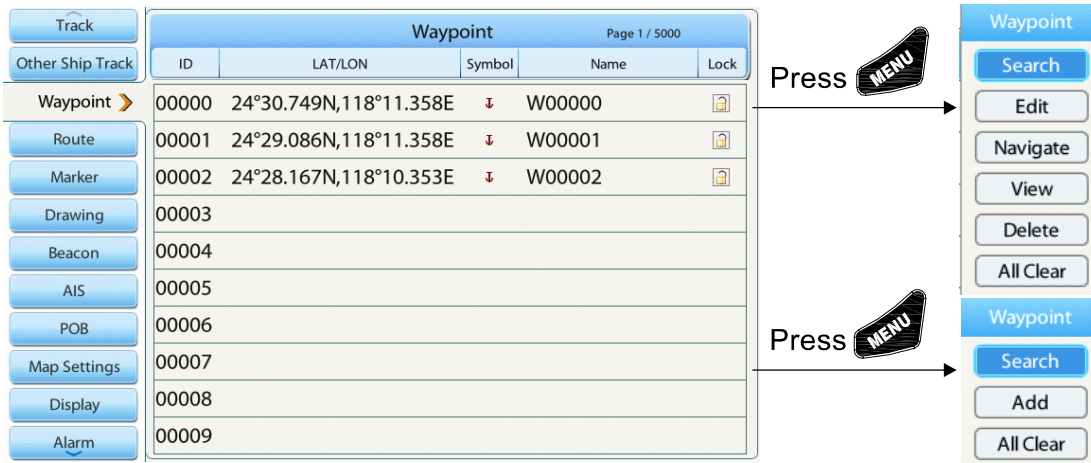 Track
Other Ship Track
Waypoint
Route
Marker
Drawing
Beacon
AIS
POB
Map Settings
Display
Alarm
Waypoint Page 1 / 5000
ID LAT/LON Symbol Name Lock
00000 24°30.749N,118°11.358E W00000
00001 24°29.086N,118°11.358E W00001
00002 24°28.167N,118°10.353E W00002
00003
00004
00005
00006
00007
00008
00009
Press MENU
Waypoint
Search
Edit
Navigate
View
Delete
All Clear
Press MENU
Waypoint
Search
Add
All Clear